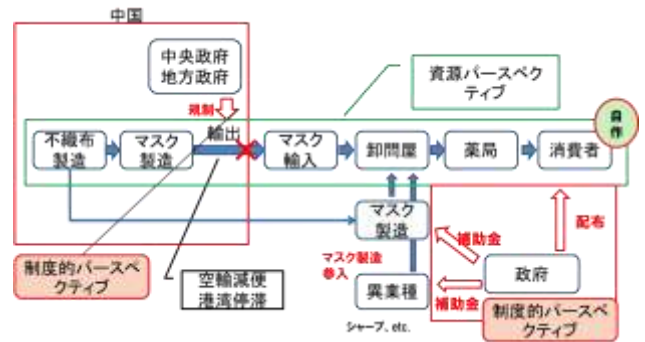 中国
中央政府
地方政府
資源パースペク
ティブ
規制
輸出
自作
不織布
製造
マスク
製造
マスク
輸入
卸問屋
薬局
消費者
マスク
製造
補助金
配布
制度的パースペ
クティブ
空輸減便
港湾停滞
マスク製造
参入
異業種
補助金
政府
制度的パースペ
クティブ
シャープ、etc.